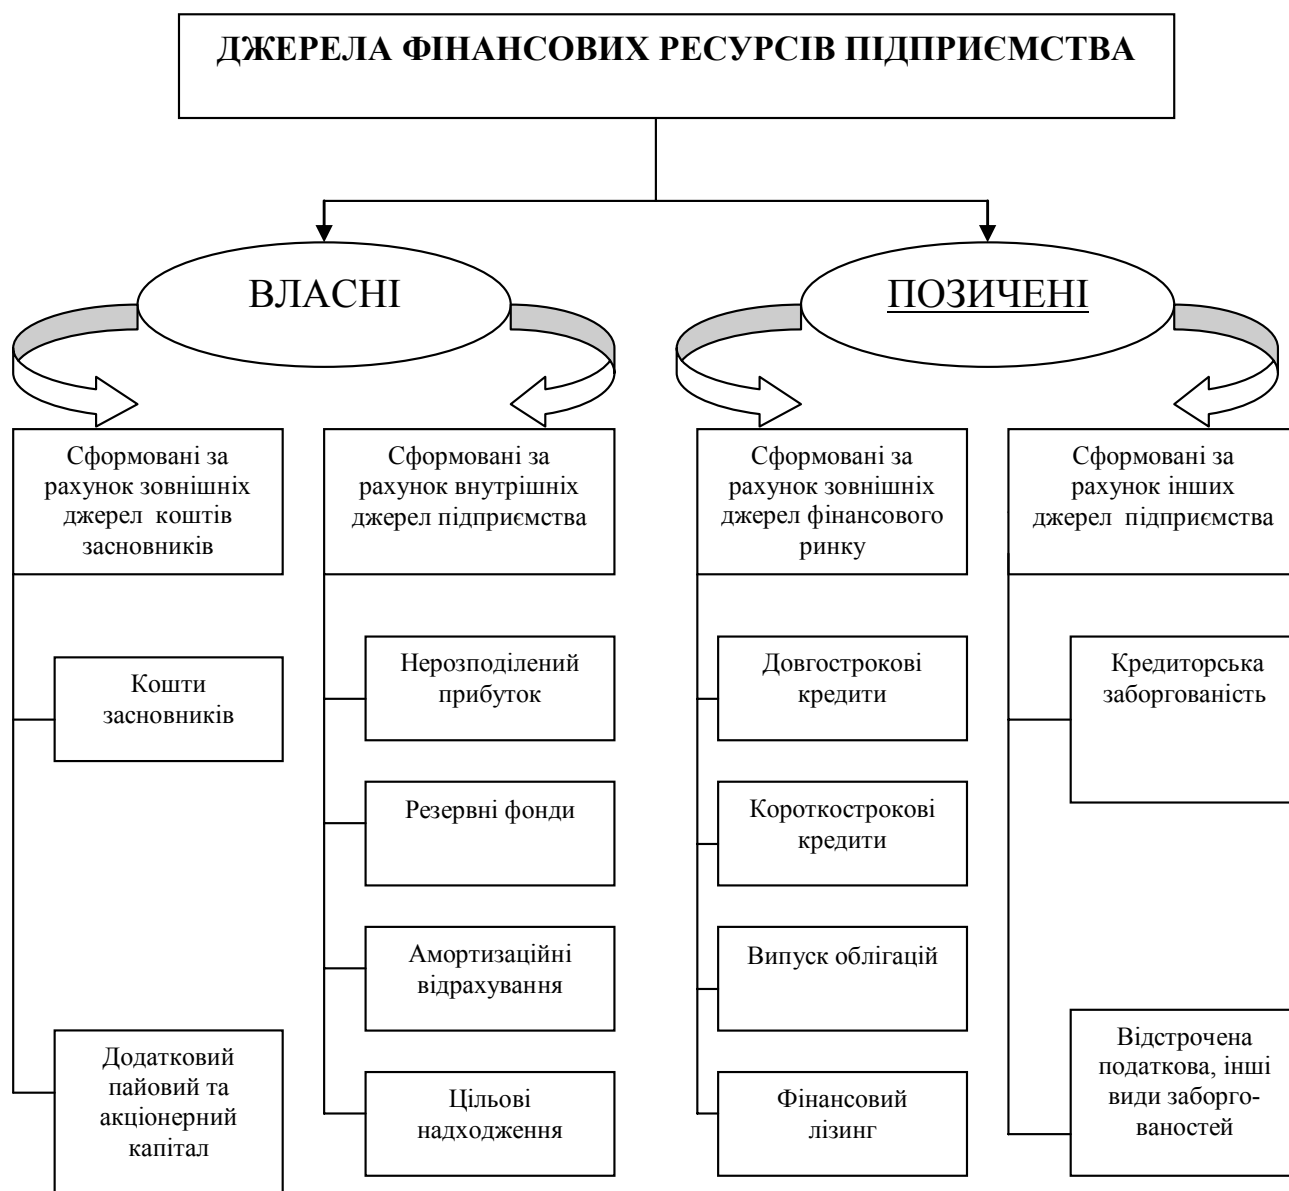 ДЖЕРЕЛА ФІНАНСОВИХ РЕСУРСІВ ПІДПРИЄМСТВА
ВЛАСНІ
ПОЗИЧЕНІ
Сформовані за
рахунок зовнішніх
джерел коштів
засновників
Сформовані за
рахунок внутрішніх
джерел підприємства
Сформовані за
рахунок зовнішніх
джерел фінансового
ринку
Сформовані за
рахунок інших
джерел підприємства
Кошти
засновників
Додатковий
пайовий та
акціонерний
капітал
Нерозподілений
прибуток
Резервні фонди
Амортизаційні
відрахування
Цільові
надходження
Довгострокові
кредити
Короткострокові
кредити
Випуск облігацій
Фінансовий
лізинг
Кредиторська
заборгованість
Відстрочена
податкова, інші
види заборго-
ваностей